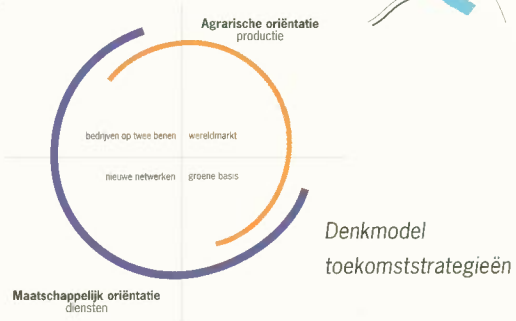 Agrarische oriëntatie
productie
bedrijven op twee benen wereldmarkt
nieuwe netwerken groene basis
Denkmodel
toekomststrategieën
Maatschappelijk oriëntatie
diensten